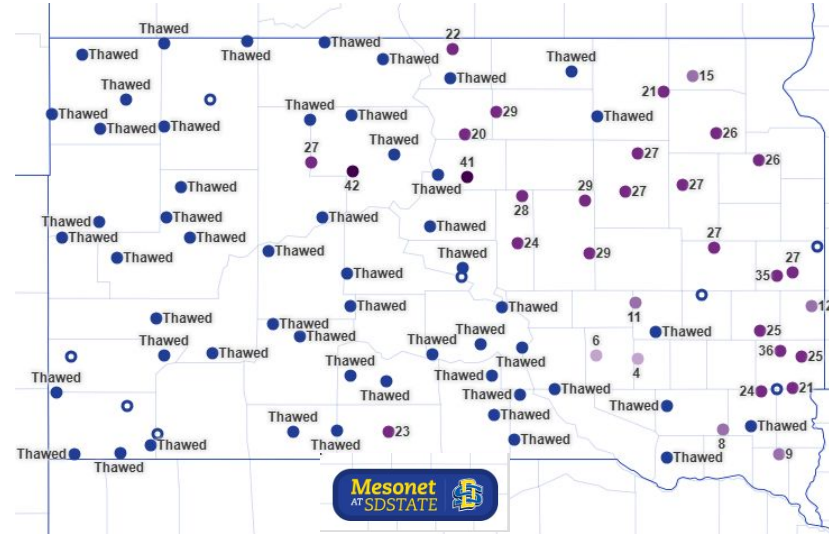 22
Thawed
Thawed
Thawed
Thawed
Thawed
Thawed
Thawed
15
Thawed
21
Thawed
29
Thawed
Thawed
Thawed
Thawed
Thawed
Thawed
20
26
Thawed
27
27
26
42
41
Thawed
27
27
Thawed
28
29
Thawed
Thawed
Thawed
Thawed
Thawed
Thawed
24
27
Thawed
Thawed
Thawed
29
27
Thawed
35
Thawed
Thawed
11
12
Thawed
Thawed
Thawed
Thawed
Thawed
25
Thawed
Thawed
Thawed
6
4
36
25
Thawed
Thawed
Thawed
Thawed
Thawed
24
21
Thawed
Thawed
Thawed
Thawed
Thawed
23
Thawed
8
Thawed
Thawed
Thawed
Thawed
Thawed
9
Mesonet
AT SDSTATE